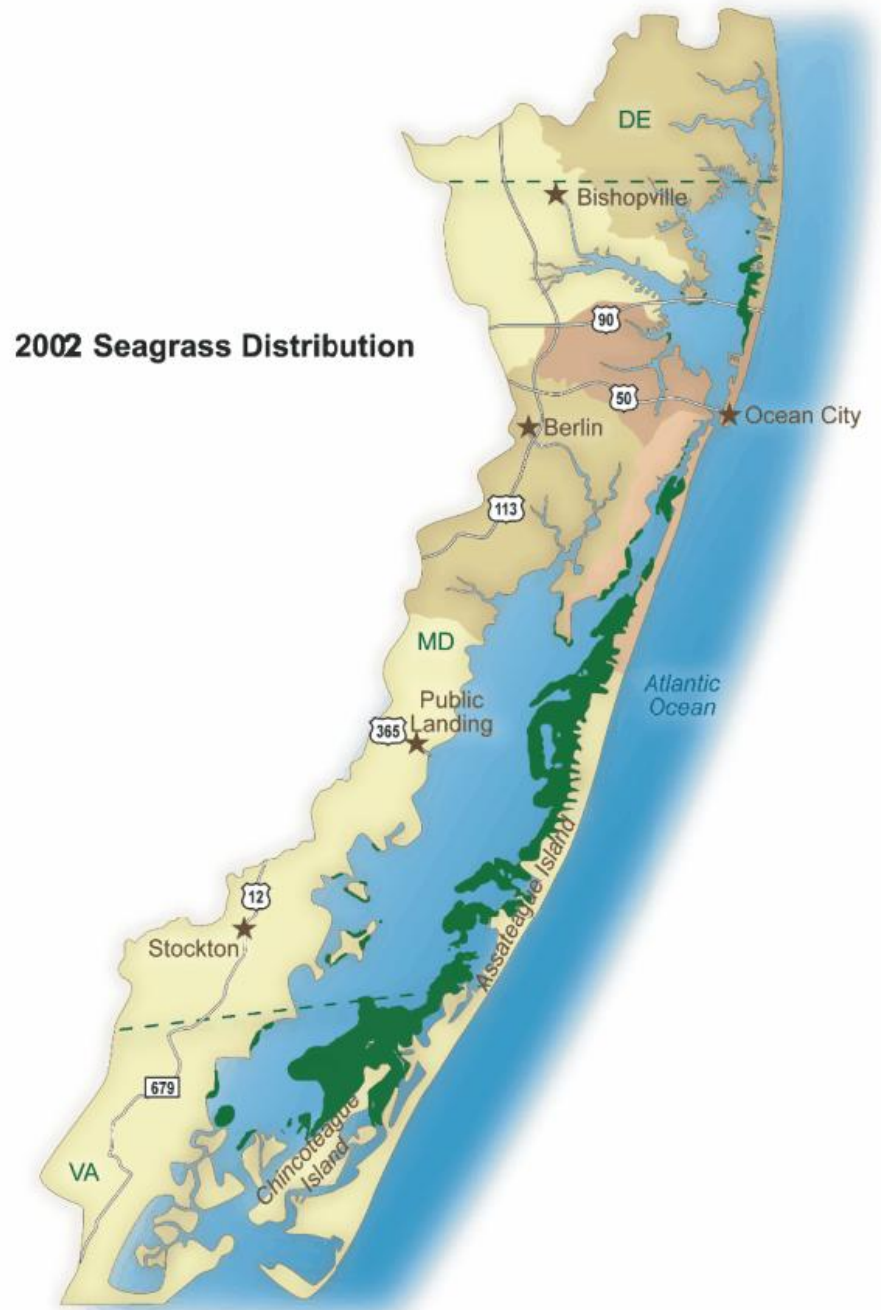 DE
Bishopville
90
2002 Seagrass Distribution
50
Ocean City
Berlin
113
MD
Atlantic
Ocean
Public
Landing
365
Assateague Island
12
Stockton
679
Chincoteague
Island
VA